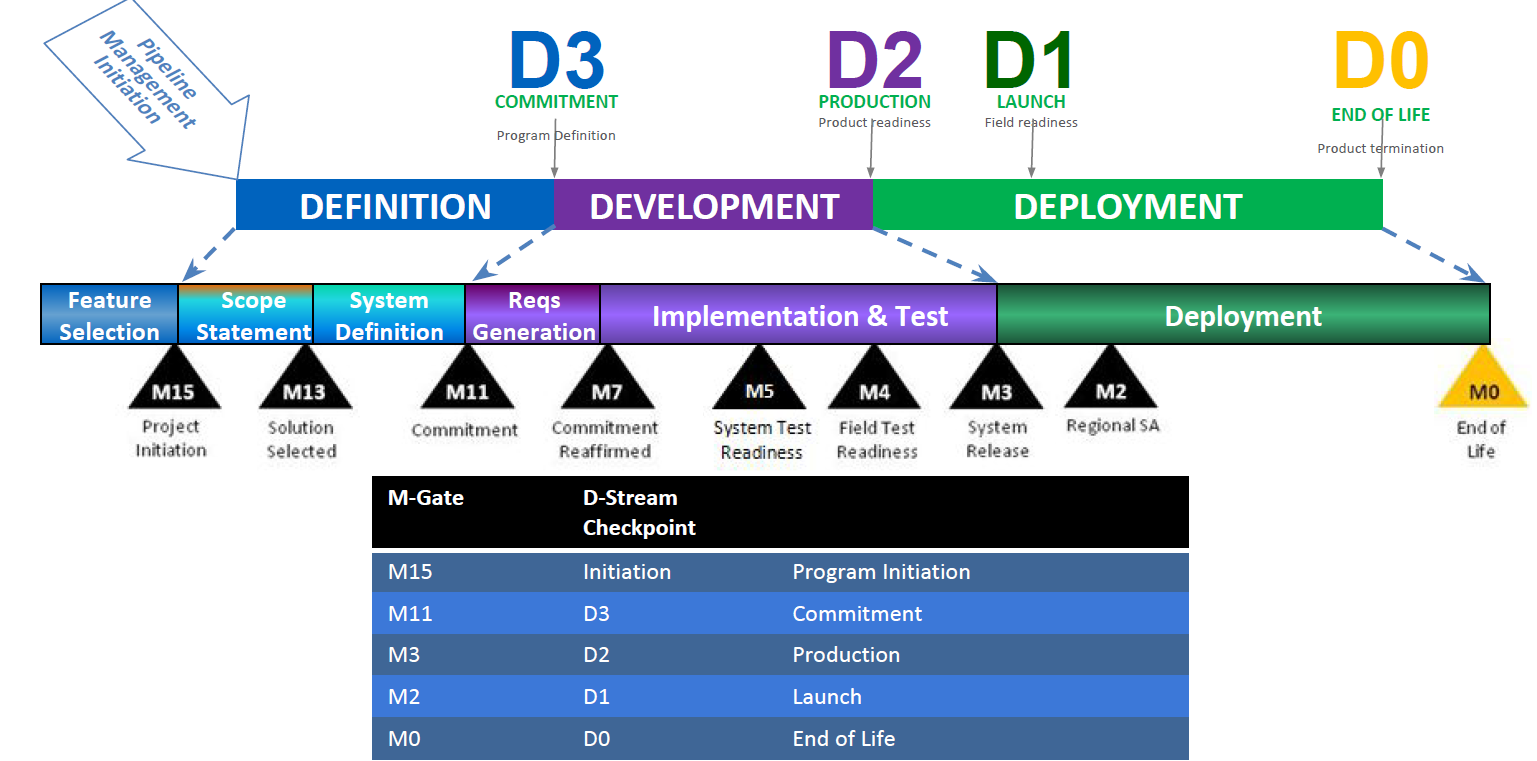 Pipeline
Management
Initiation
D3
COMMITMENT
Program Definition
D2
PRODUCTION
Product readiness
D1
LAUNCH
Field readiness
D0
END OF LIFE
Product termination
DEFINITION
DEVELOPMENT
DEPLOYMENT
Feature
Selection
Scope
Statement
System
Definition
Reqs
Generation
Implementation & Test
Deployment
M15
Project
Initiation
M13
Solution
Selected
M11
Commitment
M7
Commitment
Reaffirmed
M5
System Test
Readiness
M4
Field Test
Readiness
M3
System
Release
M2
Regional SA
M0
End of
Life
M-Gate
D-Stream
Checkpoint
M15 Initiation Program Initiation
M11 D3 Commitment
M3 D2 Production
M2 D1 Launch
M0 D0 End of Life